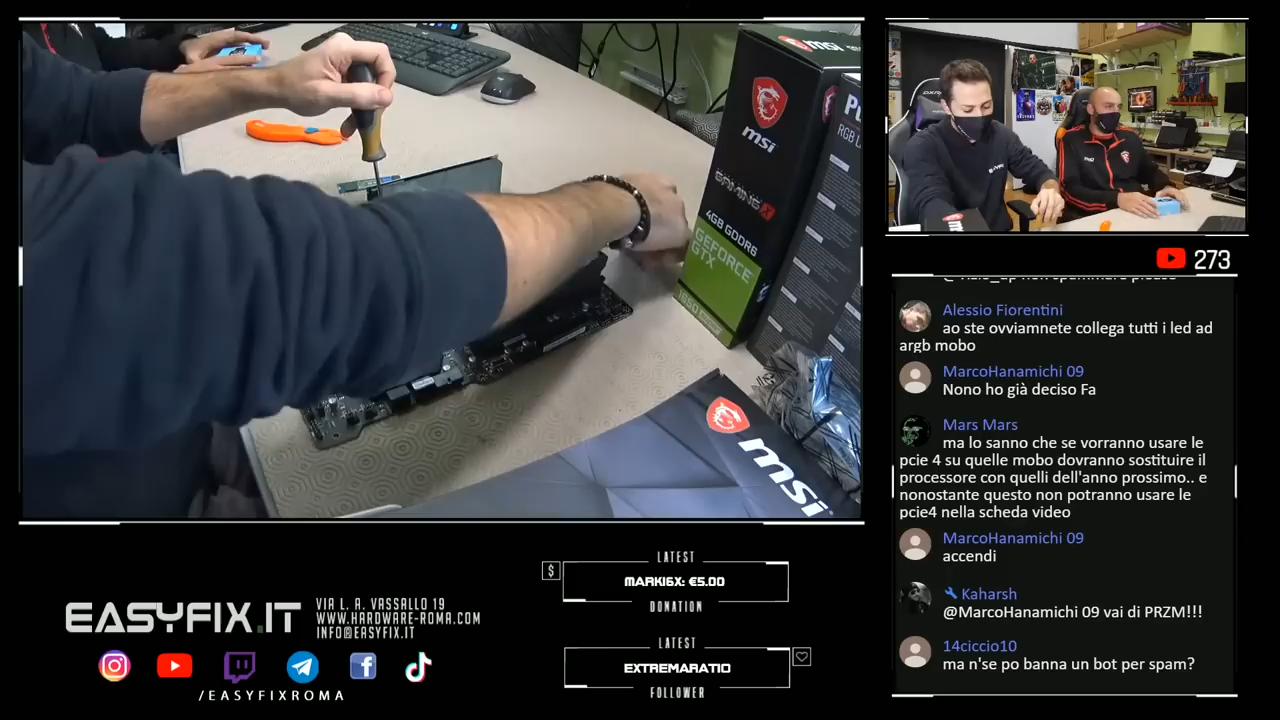 msi
GAMING X
4GB GDDR6
GEFORCE
GTX
1650 SUPER
RGB
msi
273
Alessio Fiorentini
ao ste ovviamnete collega tutti i led ad
argb mobo
MarcoHanamichi 09
Nono ho già deciso Fa
Mars Mars
ma lo sanno che se vorranno usare le
pcie 4 su quelle mobo dovranno sostituire il
processore con quelli dell'anno prossimo.. e
nonostante questo non potranno usare le
pcie4 nella scheda video
MarcoHanamichi 09
accendi
Kaharsh
@MarcoHanamichi 09 vai di PRZM!!!
14ciccio10
ma n'se po banna un bot per spam?
LATEST
$
MARKI6X: €5.00
DONATION
LATEST
EXTREMARATIO
FOLLOWER
EASYFIX.IT
VIA L. A. VASSALLO 19
WWW.HARDWARE-ROMA.COM
INFO@EASYFIX.IT
/EASYFIXROMA